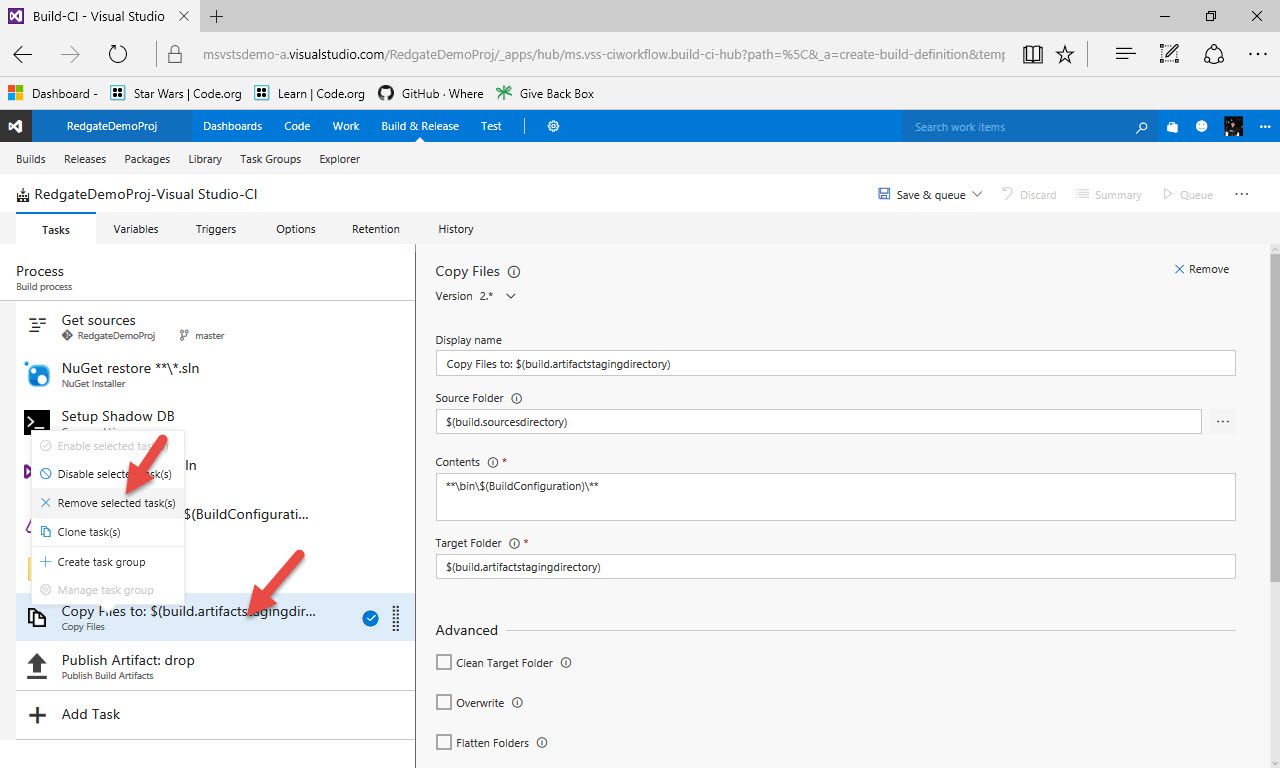 Build-CI - Visual Studio
msvstsdemo-a.visualstudio.com/RedgateDemoProj/_apps/hub/ms.vss-ciworkflow.build-ci-hub?path=%5C&_a=create-build-definition&temp
Dashboard - Star Wars | Code.org Learn | Code.org GitHub · Where Give Back Box
RedgateDemoProj Dashboards Code Work Build & Release Test Search work items
Builds Releases Packages Library Task Groups Explorer
RedgateDemoProj-Visual Studio-CI Save & queue Discard Summary Queue
Tasks Variables Triggers Options Retention History
Process
Build process
Get sources
RedgateDemoProj master
NuGet restore **\*.sln
NuGet Installer
Setup Shadow DB
Enable selected
Disable selected task(s)
Remove selected task(s)
$(BuildConfigurati...
Clone task(s)
Create task group
Manage task group
Copy Files to: $(build.artifactstagingdir...
Copy Files
Publish Artifact: drop
Publish Build Artifacts
Add Task
Copy Files Remove
Version 2.*
Display name
Copy Files to: $(build.artifactstagingdirectory)
Source Folder
$(build.sourcesdirectory) ...
Contents *
**\bin\$(BuildConfiguration)\**
Target Folder *
$(build.artifactstagingdirectory)
Advanced
Clean Target Folder
Overwrite
Flatten Folders